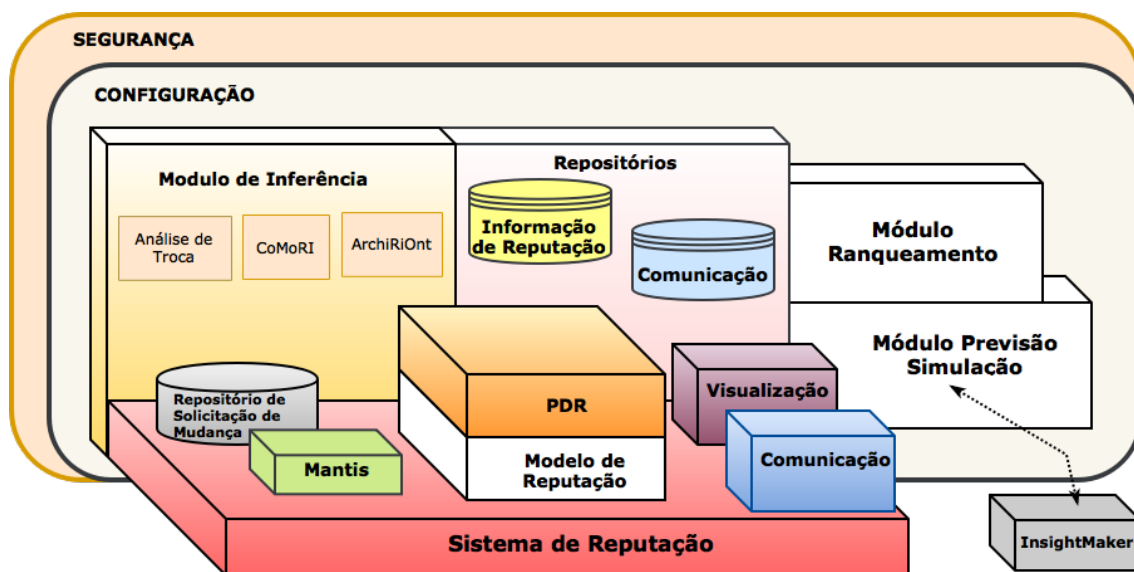 SEGURANÇA
CONFIGURAÇÃO
Modulo de Inferência
Análise de
Troca
CoMoRI
ArchiRiOnt
Repositórios
Informação
de Reputação
Comunicação
Módulo
Ranqueamento
Módulo Previsão
Simulação
Repositório de
Solicitação de
Mudança
Mantis
PDR
Modelo de
Reputação
Visualização
Comunicação
Sistema de Reputação
InsightMaker